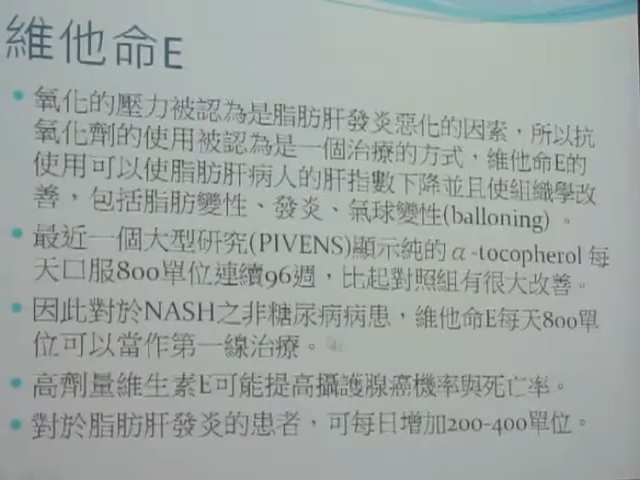 維他命E
• 氧化的壓力被認為是脂肪肝發炎惡化的因素，所以抗
氧化劑的使用被認為是一個治療的方式，維他命E的
使用可以使脂肪肝病人的肝指數下降並且使組織學改
善，包括脂肪變性、發炎、氣球變性(balloning)。
• 最近一個大型研究(PIVENS)顯示純的α-tocopherol每
天口服800單位連續96週，比起對照組有很大改善。
• 因此對於NASH之非糖尿病病患，維他命E每天800單
位可以當作第一線治療。
• 高劑量維生素E可能提高攝護腺癌機率與死亡率。
• 對於脂肪肝發炎的患者，可每日增加200-400單位。